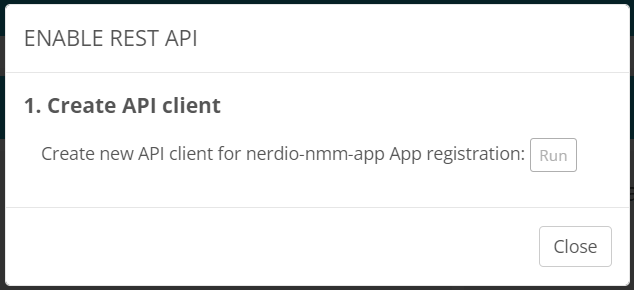 ENABLE REST API
1. Create API client
Create new API client for nerdio-nmm-app App registration: Run
Close